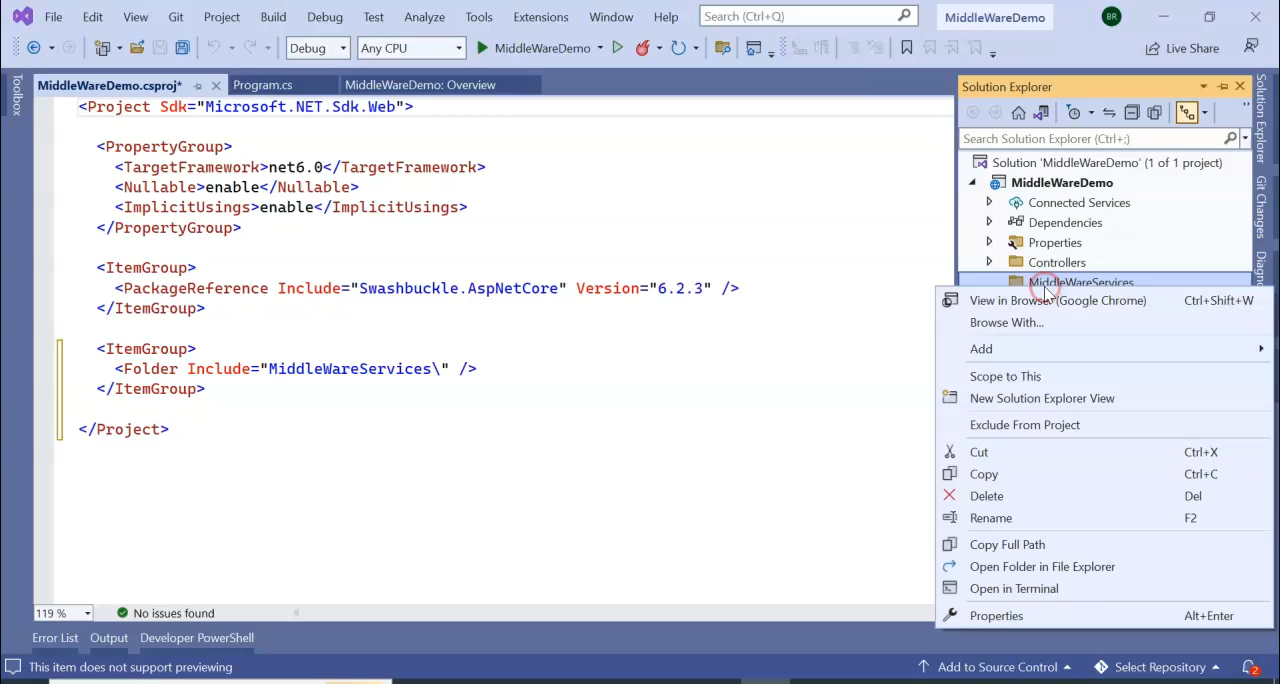 File Edit View Git Project Build Debug Test Analyze Tools Extensions Window Help Search (Ctrl+Q) MiddleWareDemo BR
Debug Any CPU MiddleWareDemo Live Share
Toolbox
MiddleWareDemo.csproj* Program.cs MiddleWareDemo: Overview
<Project Sdk="Microsoft.NET.Sdk.Web">
<PropertyGroup>
<TargetFramework>net6.0</TargetFramework>
<Nullable>enable</Nullable>
<ImplicitUsings>enable</ImplicitUsings>
</PropertyGroup>
<ItemGroup>
<PackageReference Include="Swashbuckle.AspNetCore" Version="6.2.3" />
</ItemGroup>
<ItemGroup>
<Folder Include="MiddleWareServices\" />
</ItemGroup>
</Project>
119 % No issues found
Solution Explorer
Search Solution Explorer (Ctrl+;)
Solution 'MiddleWareDemo' (1 of 1 project)
MiddleWareDemo
Connected Services
Dependencies
Properties
Controllers
MiddleWareServices
View in Browser (Google Chrome) Ctrl+Shift+W
Browse With...
Add
Scope to This
New Solution Explorer View
Exclude From Project
Cut Ctrl+X
Copy Ctrl+C
Delete Del
Rename F2
Copy Full Path
Open Folder in File Explorer
Open in Terminal
Properties Alt+Enter
Solution Explorer
Git Changes
Error List Output Developer PowerShell
This item does not support previewing Add to Source Control Select Repository 2